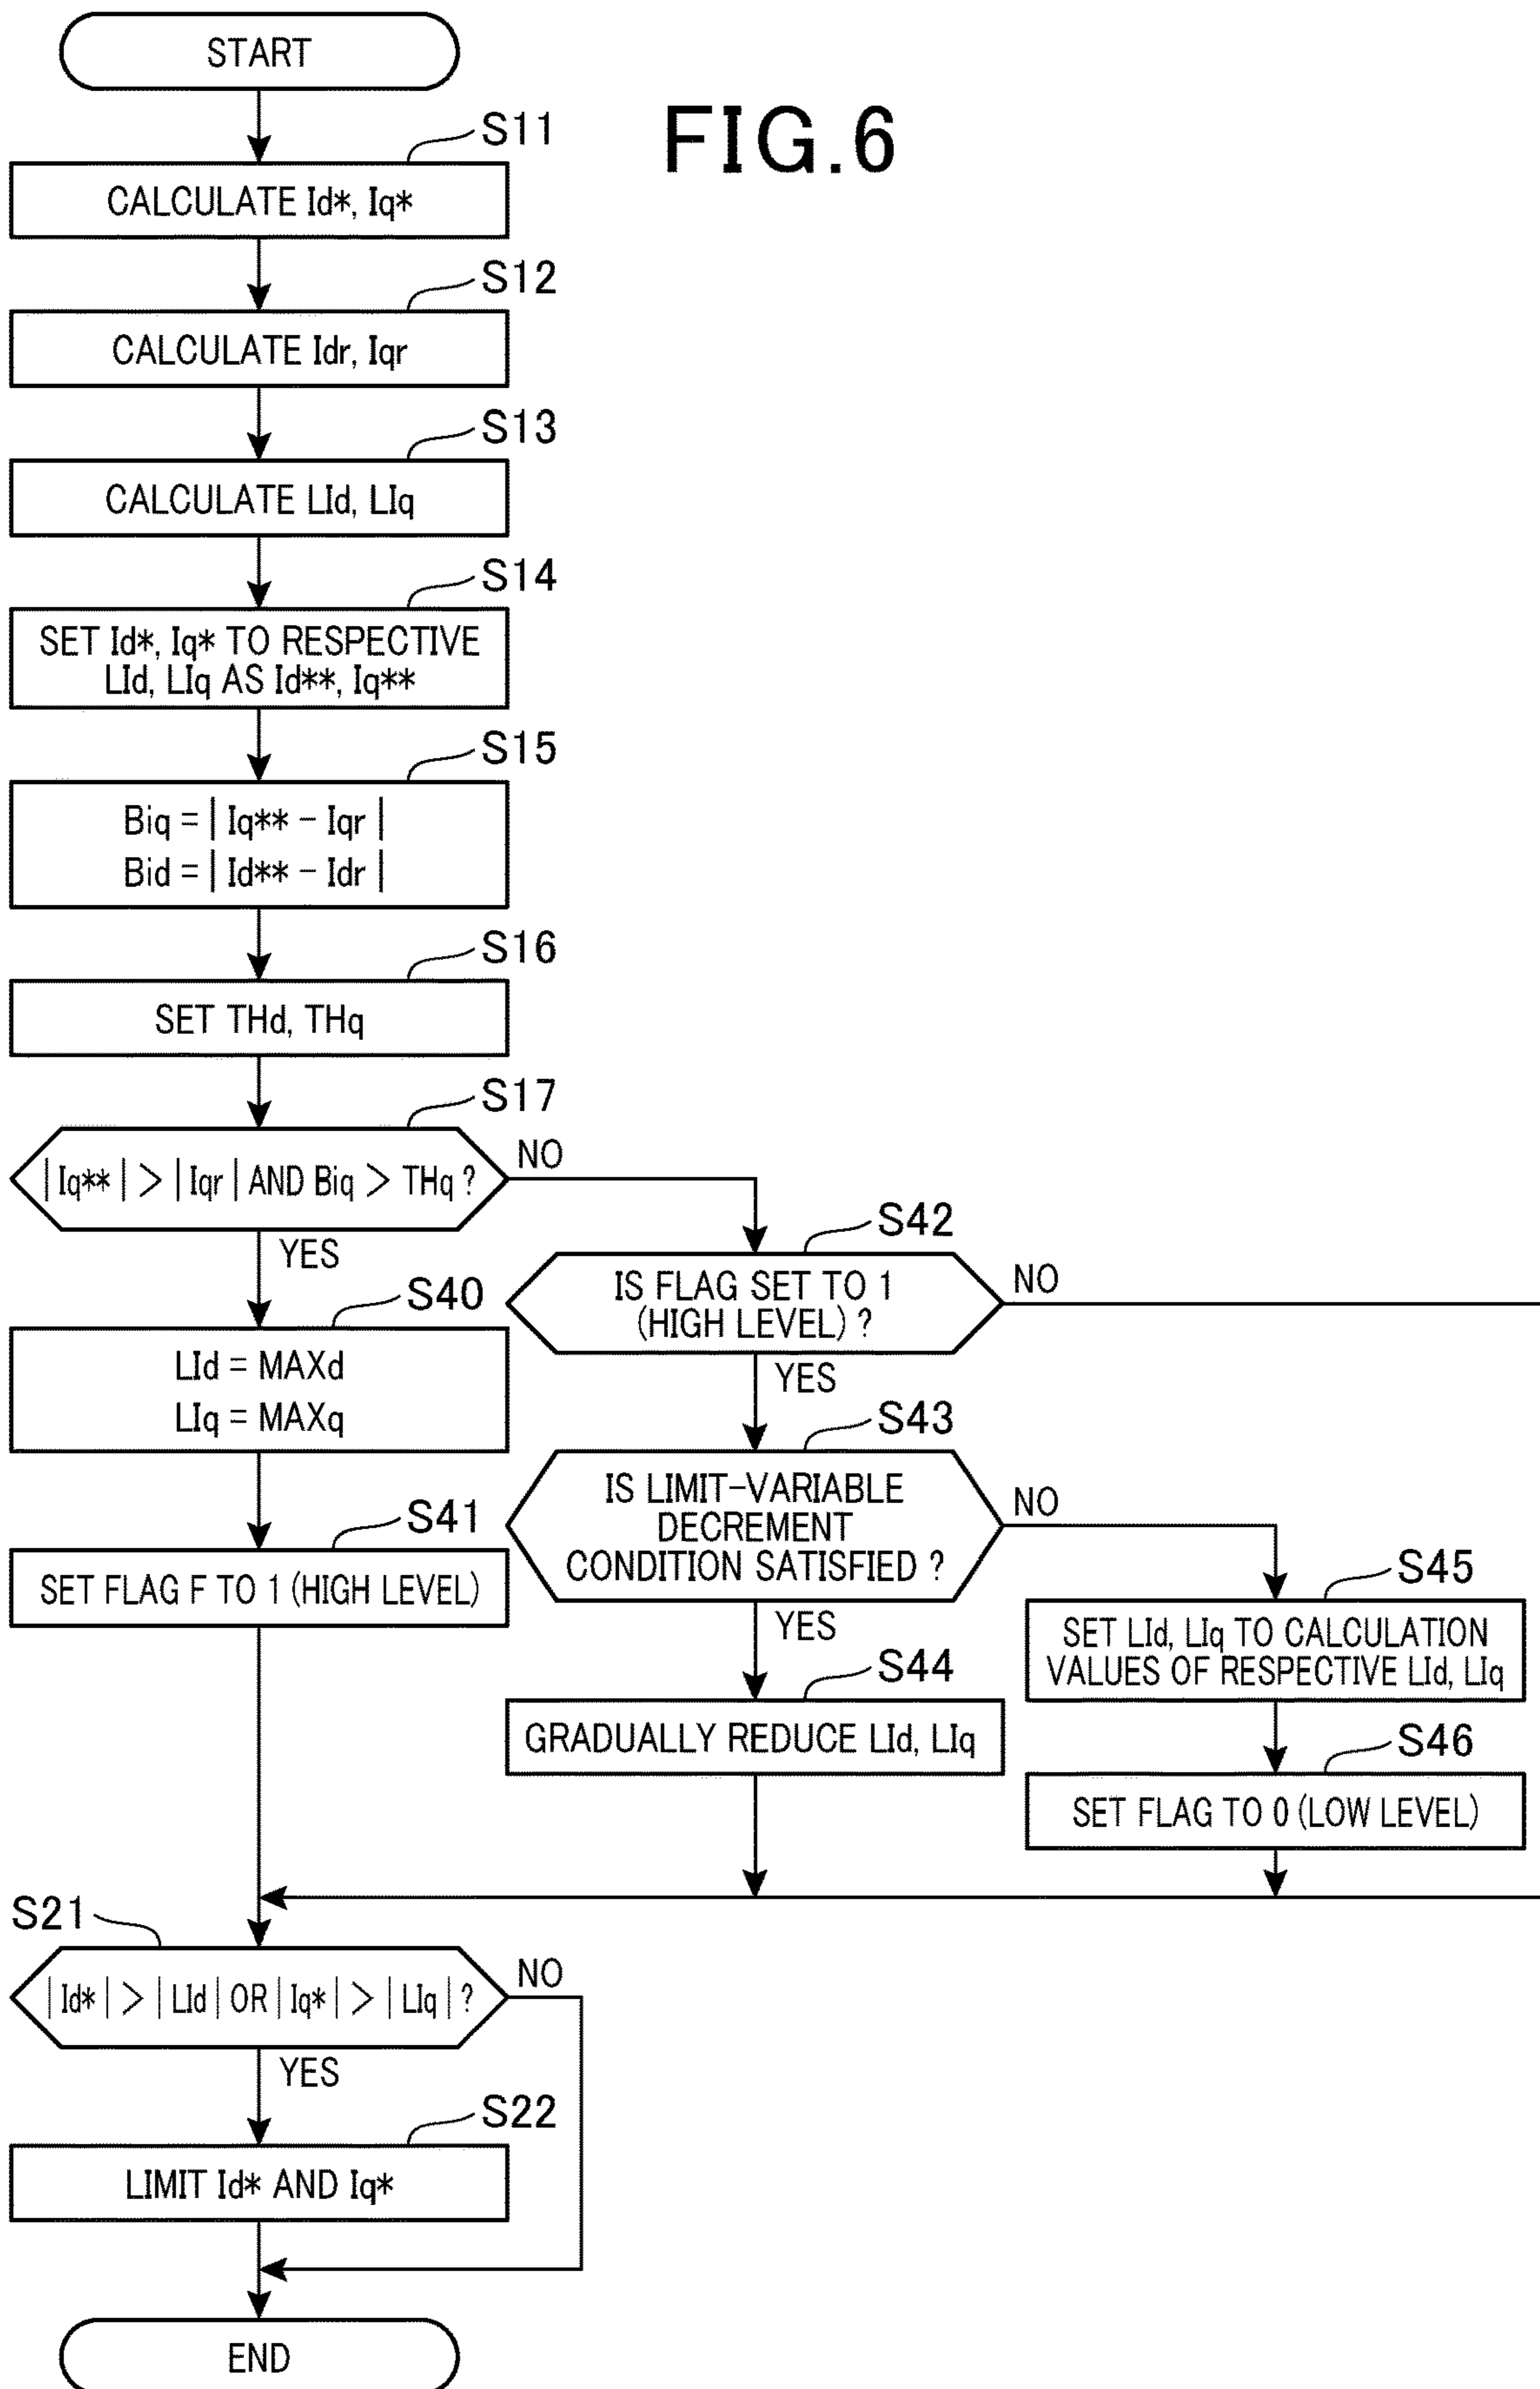 START
FIG.6
S11
CALCULATE Id*, Iq*
S12
CALCULATE Idr, Iqr
S13
CALCULATE LId, LIq
S14
SET Id*, Iq* TO RESPECTIVE
LId, LIq AS Id**, Iq**
S15
Biq = | Iq** - Iqr |
Bid = | Id** - Idr |
S16
SET THd, THq
S17
| Iq** | > | Iqr | AND Biq > THq ?
NO
YES
S42
IS FLAG SET TO 1
(HIGH LEVEL) ?
NO
YES
S40
LId = MAXd
LIq = MAXq
S43
IS LIMIT-VARIABLE
DECREMENT
CONDITION SATISFIED ?
NO
YES
S41
SET FLAG F TO 1 (HIGH LEVEL)
S45
SET LId, LIq TO CALCULATION
VALUES OF RESPECTIVE LId, LIq
S44
GRADUALLY REDUCE LId, LIq
S46
SET FLAG TO 0 (LOW LEVEL)
S21
| Id* | > | LId | OR | Iq* | > | LIq | ?
NO
YES
S22
LIMIT Id* AND Iq*
END